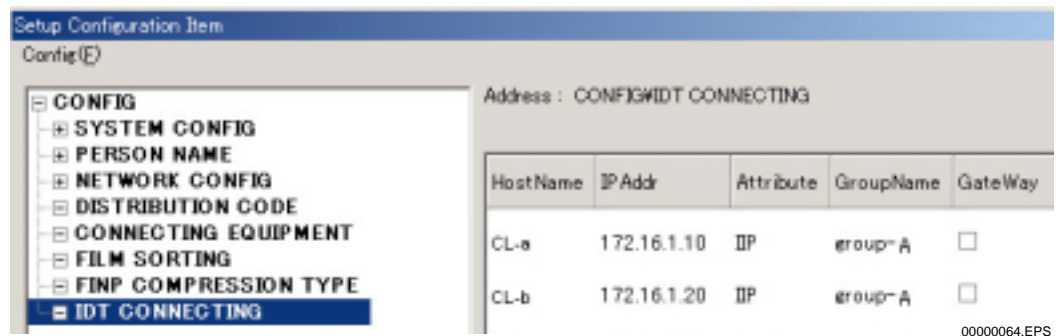 Setup Configuration Item
Config(F)
CONFIG
SYSTEM CONFIG
PERSON NAME
NETWORK CONFIG
DISTRIBUTION CODE
CONNECTING EQUIPMENT
FILM SORTING
FINP COMPRESSION TYPE
IDT CONNECTING
Address : CONFIG¥IDT CONNECTING
HostName IPAddr Attribute GroupName GateWay
CL-a 172.16.1.10 IIP group-A
CL-b 172.16.1.20 IIP group-A
00000064.EPS